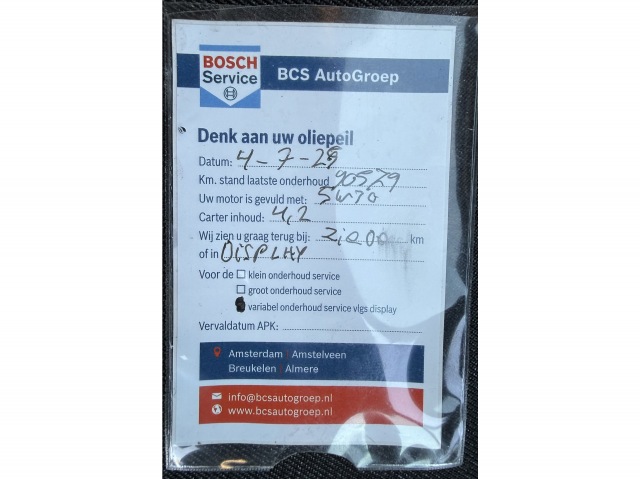 BOSCH
Service
BCS AutoGroep
Denk aan uw oliepeil
Datum: 4-7-25
Km. stand laatste onderhoud 90579
Uw motor is gevuld met: 5W30
Carter inhoud: 4,2
Wij zien u graag terug bij: km
of in DISPLAY
Voor de klein onderhoud service
groot onderhoud service
variabel onderhoud service vlgs display
Vervaldatum APK:
Amsterdam / Amstelveen
Breukelen / Almere
info@bcsautogroep.nl
www.bcsautogroep.nl